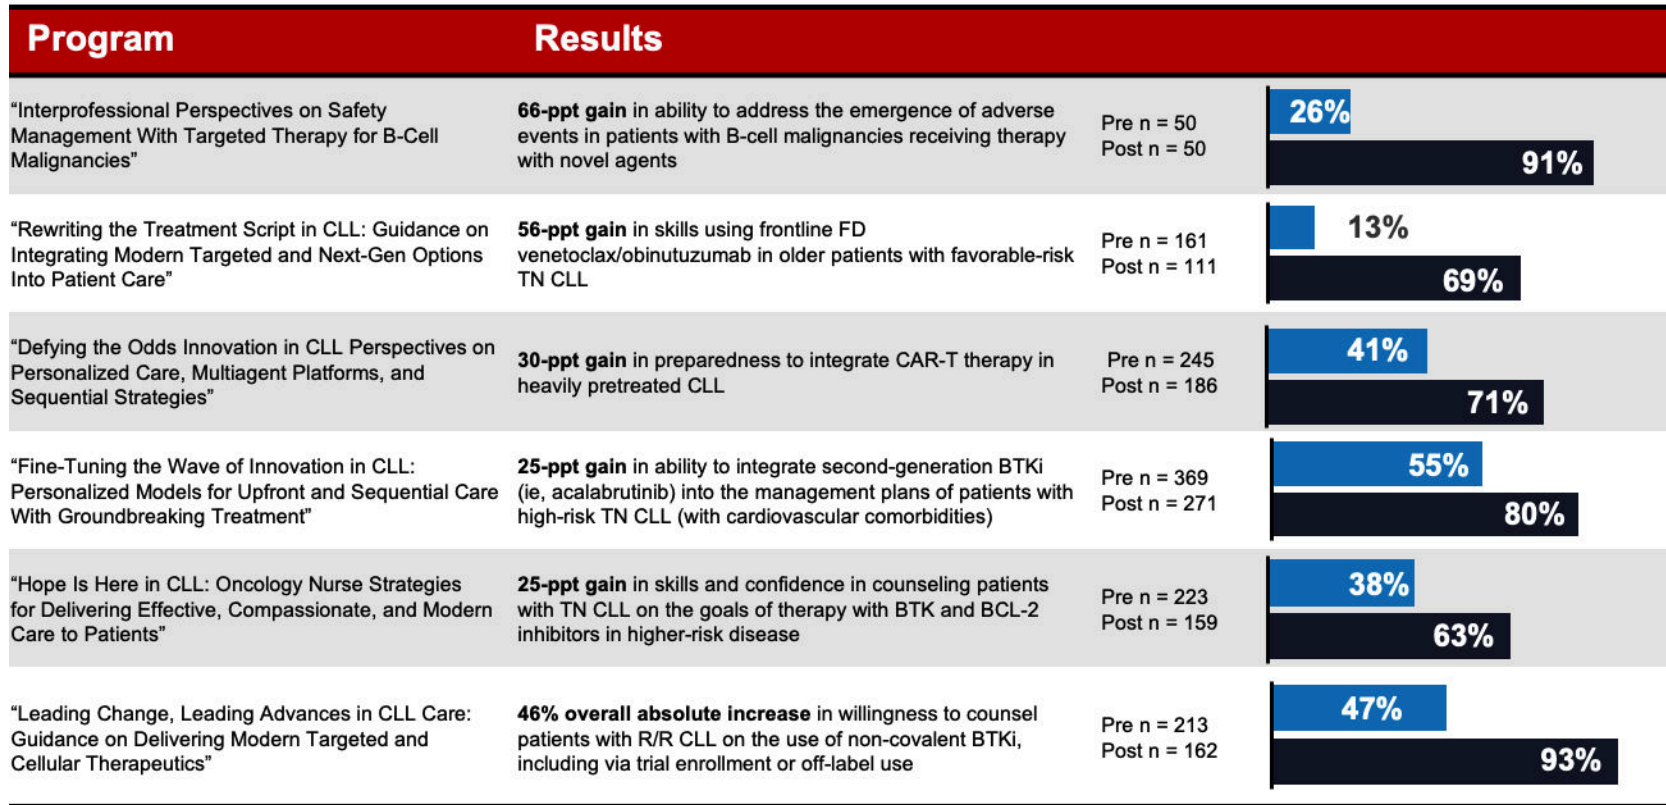 Program
Results
“Interprofessional Perspectives on Safety
Management With Targeted Therapy for B-Cell
Malignancies”
66-ppt gain in ability to address the emergence of adverse
events in patients with B-cell malignancies receiving therapy
with novel agents
Pre n = 50
Post n = 50
26%
91%
“Rewriting the Treatment Script in CLL: Guidance on
Integrating Modern Targeted and Next-Gen Options
Into Patient Care”
56-ppt gain in skills using frontline FD
venetoclax/obinutuzumab in older patients with favorable-risk
TN CLL
Pre n = 161
Post n = 111
13%
69%
“Defying the Odds Innovation in CLL Perspectives on
Personalized Care, Multiagent Platforms, and
Sequential Strategies”
30-ppt gain in preparedness to integrate CAR-T therapy in
heavily pretreated CLL
Pre n = 245
Post n = 186
41%
71%
“Fine-Tuning the Wave of Innovation in CLL:
Personalized Models for Upfront and Sequential Care
With Groundbreaking Treatment”
25-ppt gain in ability to integrate second-generation BTKi
(ie, acalabrutinib) into the management plans of patients with
high-risk TN CLL (with cardiovascular comorbidities)
Pre n = 369
Post n = 271
55%
80%
“Hope Is Here in CLL: Oncology Nurse Strategies
for Delivering Effective, Compassionate, and Modern
Care to Patients”
25-ppt gain in skills and confidence in counseling patients
with TN CLL on the goals of therapy with BTK and BCL-2
inhibitors in higher-risk disease
Pre n = 223
Post n = 159
38%
63%
“Leading Change, Leading Advances in CLL Care:
Guidance on Delivering Modern Targeted and
Cellular Therapeutics”
46% overall absolute increase in willingness to counsel
patients with R/R CLL on the use of non-covalent BTKi,
including via trial enrollment or off-label use
Pre n = 213
Post n = 162
47%
93%